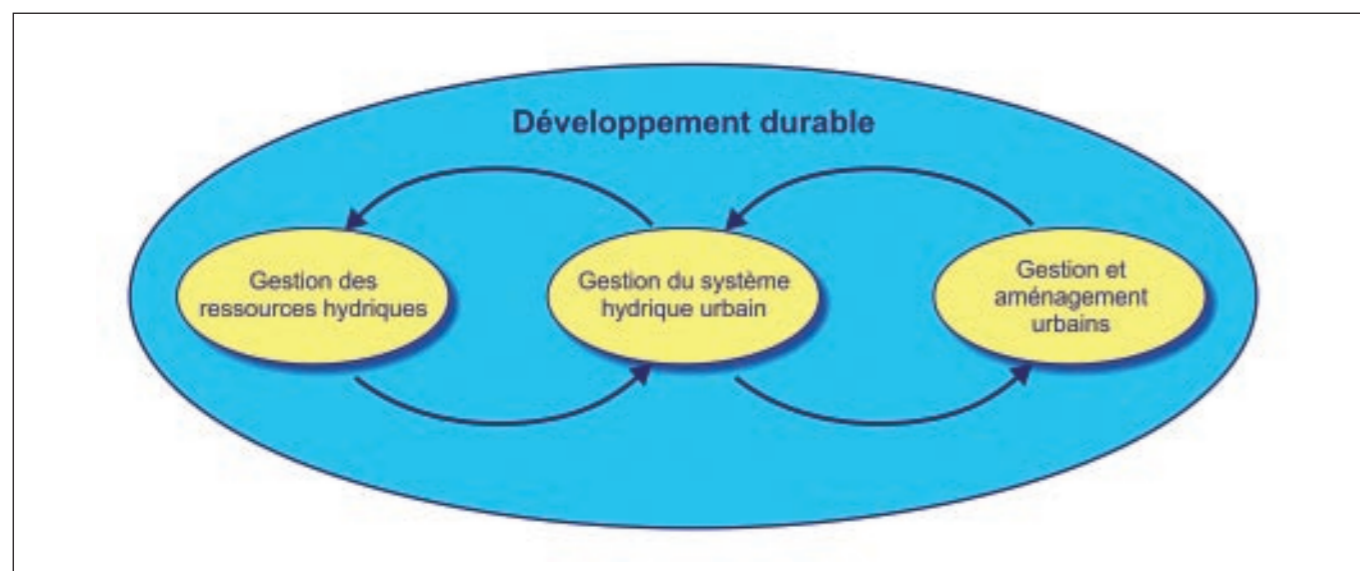 Développement durable
Gestion des
ressources hydriques
Gestion du système
hydrique urbain
Gestion et
aménagement
urbains